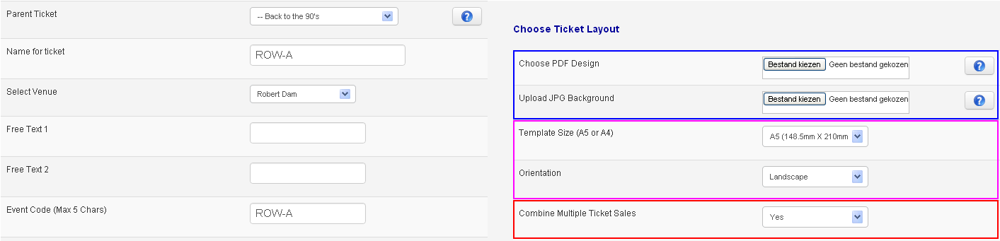 Parent Ticket
-- Back to the 90's
?
Name for ticket
ROW-A
Select Venue
Robert Dam
Free Text 1
Free Text 2
Event Code (Max 5 Chars)
ROW-A
Choose Ticket Layout
Choose PDF Design
Bestand kiezen Geen bestand gekozen
?
Upload JPG Background
Bestand kiezen Geen bestand gekozen
?
Template Size (A5 or A4)
A5 (148.5mm X 210mm
Orientation
Landscape
Combine Multiple Ticket Sales
Yes